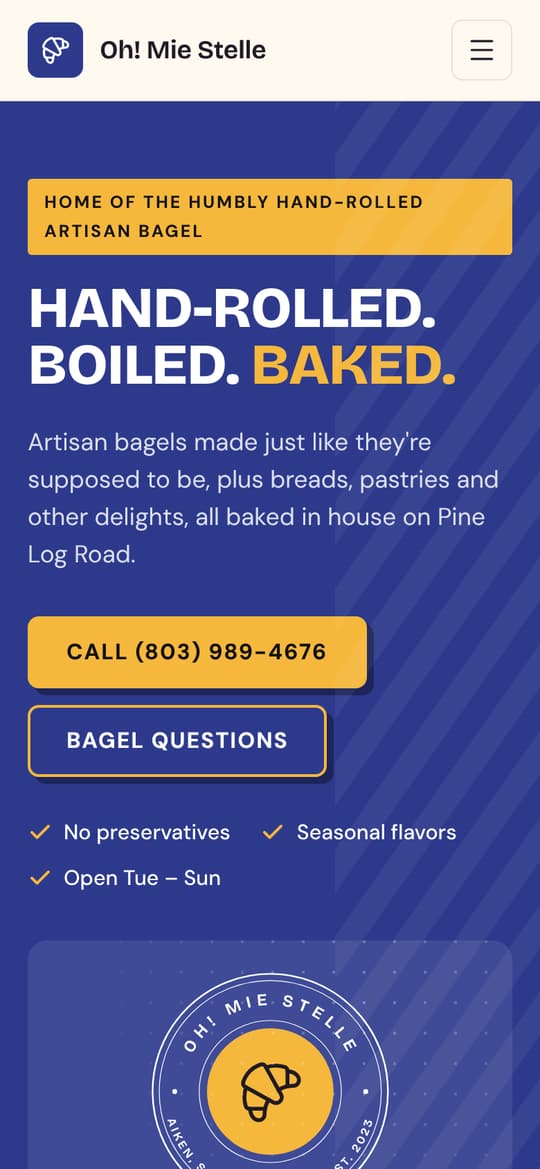 Oh! Mie Stelle
HOME OF THE HUMBLY HAND-ROLLED
ARTISAN BAGEL
HAND-ROLLED.
BOILED. BAKED.
Artisan bagels made just like they're
supposed to be, plus breads, pastries and
other delights, all baked in house on Pine
Log Road.
CALL (803) 989-4676
BAGEL QUESTIONS
No preservatives
Seasonal flavors
Open Tue – Sun
OH! MIE STELLE
AIKEN,
2023